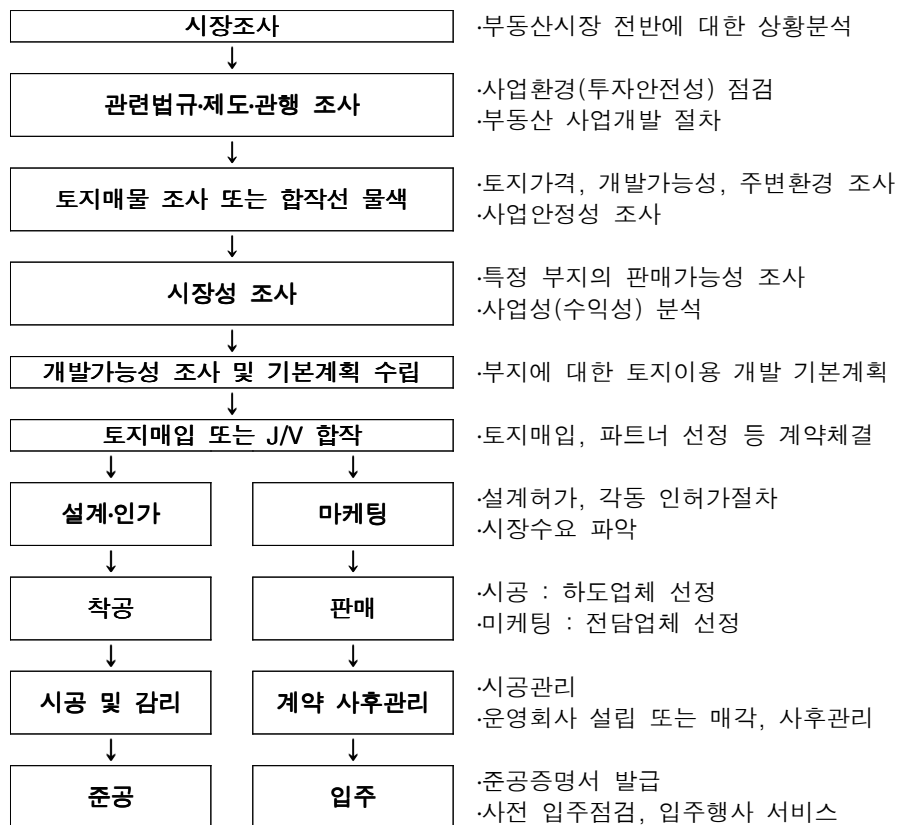 시장조사 ·부동산시장 전반에 대한 상황분석
↓
관련법규·제도·관행 조사
·사업환경(투자안전성) 점검
·부동산 사업개발 절차
↓
토지매물 조사 또는 합작선 물색
·토지가격, 개발가능성, 주변환경 조사
·사업안정성 조사
↓
시장성 조사
·특정 부지의 판매가능성 조사
·사업성(수익성) 분석
↓
개발가능성 조사 및 기본계획 수립 ·부지에 대한 토지이용 개발 기본계획
↓
토지매입 또는 J/V 합작 ·토지매입, 파트너 선정 등 계약체결
↓ ↓
설계·인가 마케팅
·설계허가, 각동 인허가절차
·시장수요 파악
↓ ↓
착공 판매
·시공 : 하도업체 선정
·미케팅 : 전담업체 선정
↓ ↓
시공 및 감리 계약 사후관리
·시공관리
·운영회사 설립 또는 매각, 사후관리
↓ ↓
준공 입주
·준공증명서 발급
·사전 입주점검, 입주행사 서비스